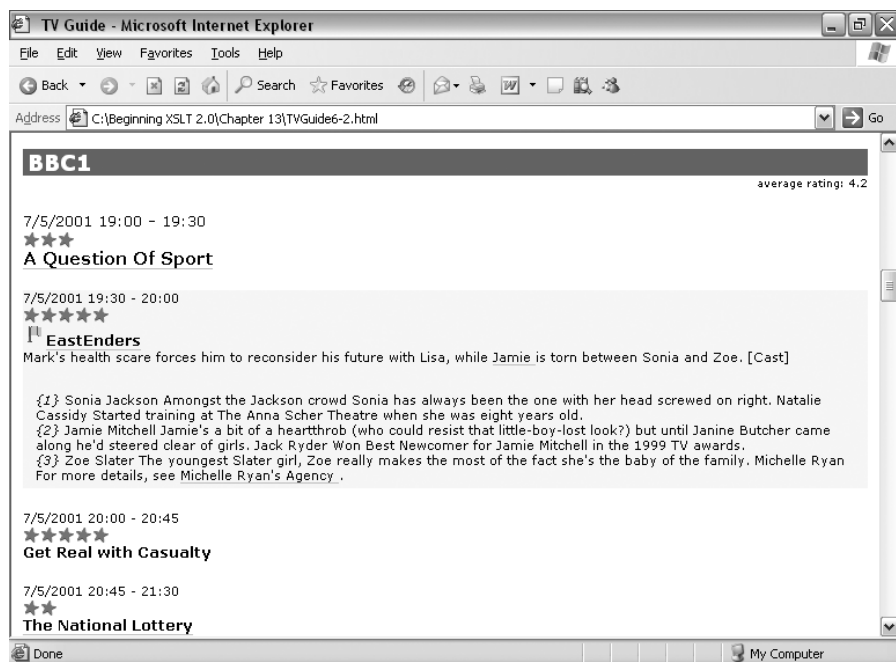 TV Guide - Microsoft Internet Explorer
File Edit View Favorites Tools Help
Back Search Favorites
Address C:\Beginning XSLT 2.0\Chapter 13\TVGuide6-2.html Go
BBC1
average rating: 4.2
7/5/2001 19:00 - 19:30
A Question Of Sport
7/5/2001 19:30 - 20:00
EastEnders
Mark's health scare forces him to reconsider his future with Lisa, while Jamie is torn between Sonia and Zoe. [Cast]
{1} Sonia Jackson Amongst the Jackson crowd Sonia has always been the one with her head screwed on right. Natalie
Cassidy Started training at The Anna Scher Theatre when she was eight years old.
{2} Jamie Mitchell Jamie's a bit of a heartthrob (who could resist that little-boy-lost look?) but until Janine Butcher came
along he'd steered clear of girls. Jack Ryder Won Best Newcomer for Jamie Mitchell in the 1999 TV awards.
{3} Zoe Slater The youngest Slater girl, Zoe really makes the most of the fact she's the baby of the family. Michelle Ryan
For more details, see Michelle Ryan's Agency .
7/5/2001 20:00 - 20:45
Get Real with Casualty
7/5/2001 20:45 - 21:30
The National Lottery
Done My Computer